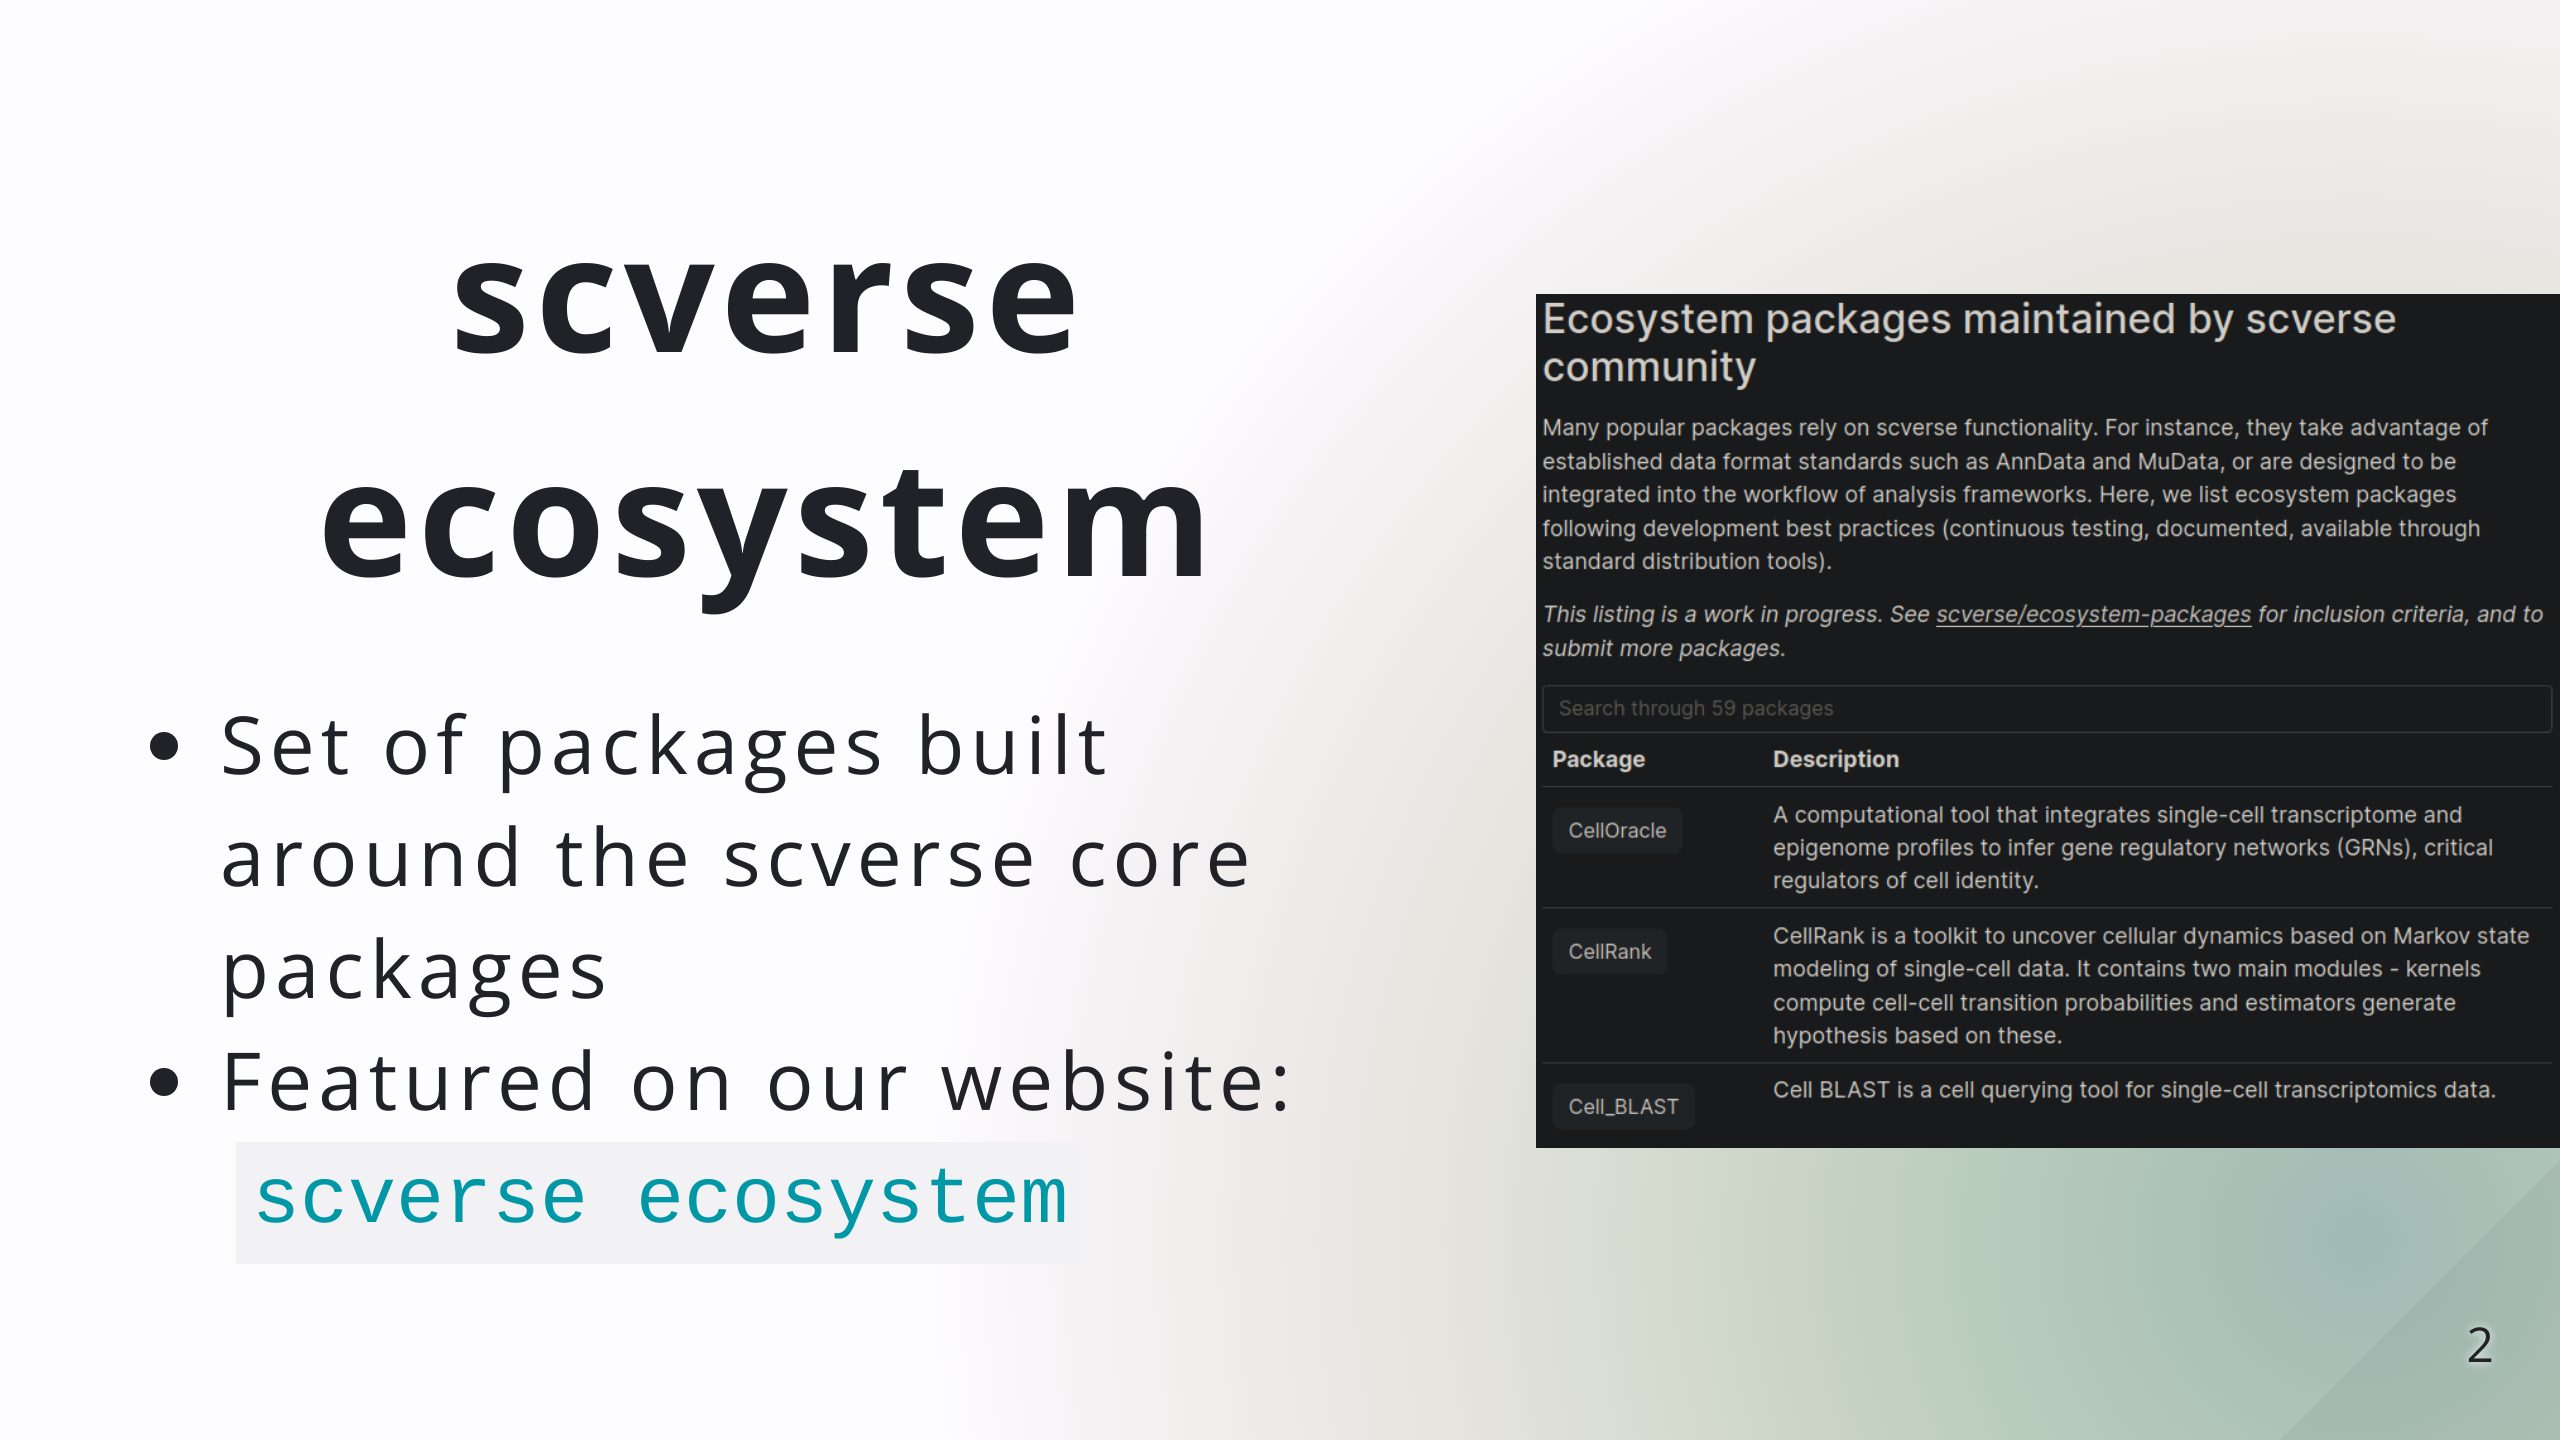 scverse
ecosystem
• Set of packages built
around the scverse core
packages
• Featured on our website:
scverse ecosystem
Ecosystem packages maintained by scverse
community
Many popular packages rely on scverse functionality. For instance, they take advantage of
established data format standards such as AnnData and MuData, or are designed to be
integrated into the workflow of analysis frameworks. Here, we list ecosystem packages
following development best practices (continuous testing, documented, available through
standard distribution tools).
This listing is a work in progress. See scverse/ecosystem-packages for inclusion criteria, and to
submit more packages.
Search through 59 packages
Package Description
CellOracle
A computational tool that integrates single-cell transcriptome and
epigenome profiles to infer gene regulatory networks (GRNs), critical
regulators of cell identity.
CellRank
CellRank is a toolkit to uncover cellular dynamics based on Markov state
modeling of single-cell data. It contains two main modules - kernels
compute cell-cell transition probabilities and estimators generate
hypothesis based on these.
Cell_BLAST
Cell BLAST is a cell querying tool for single-cell transcriptomics data.
2